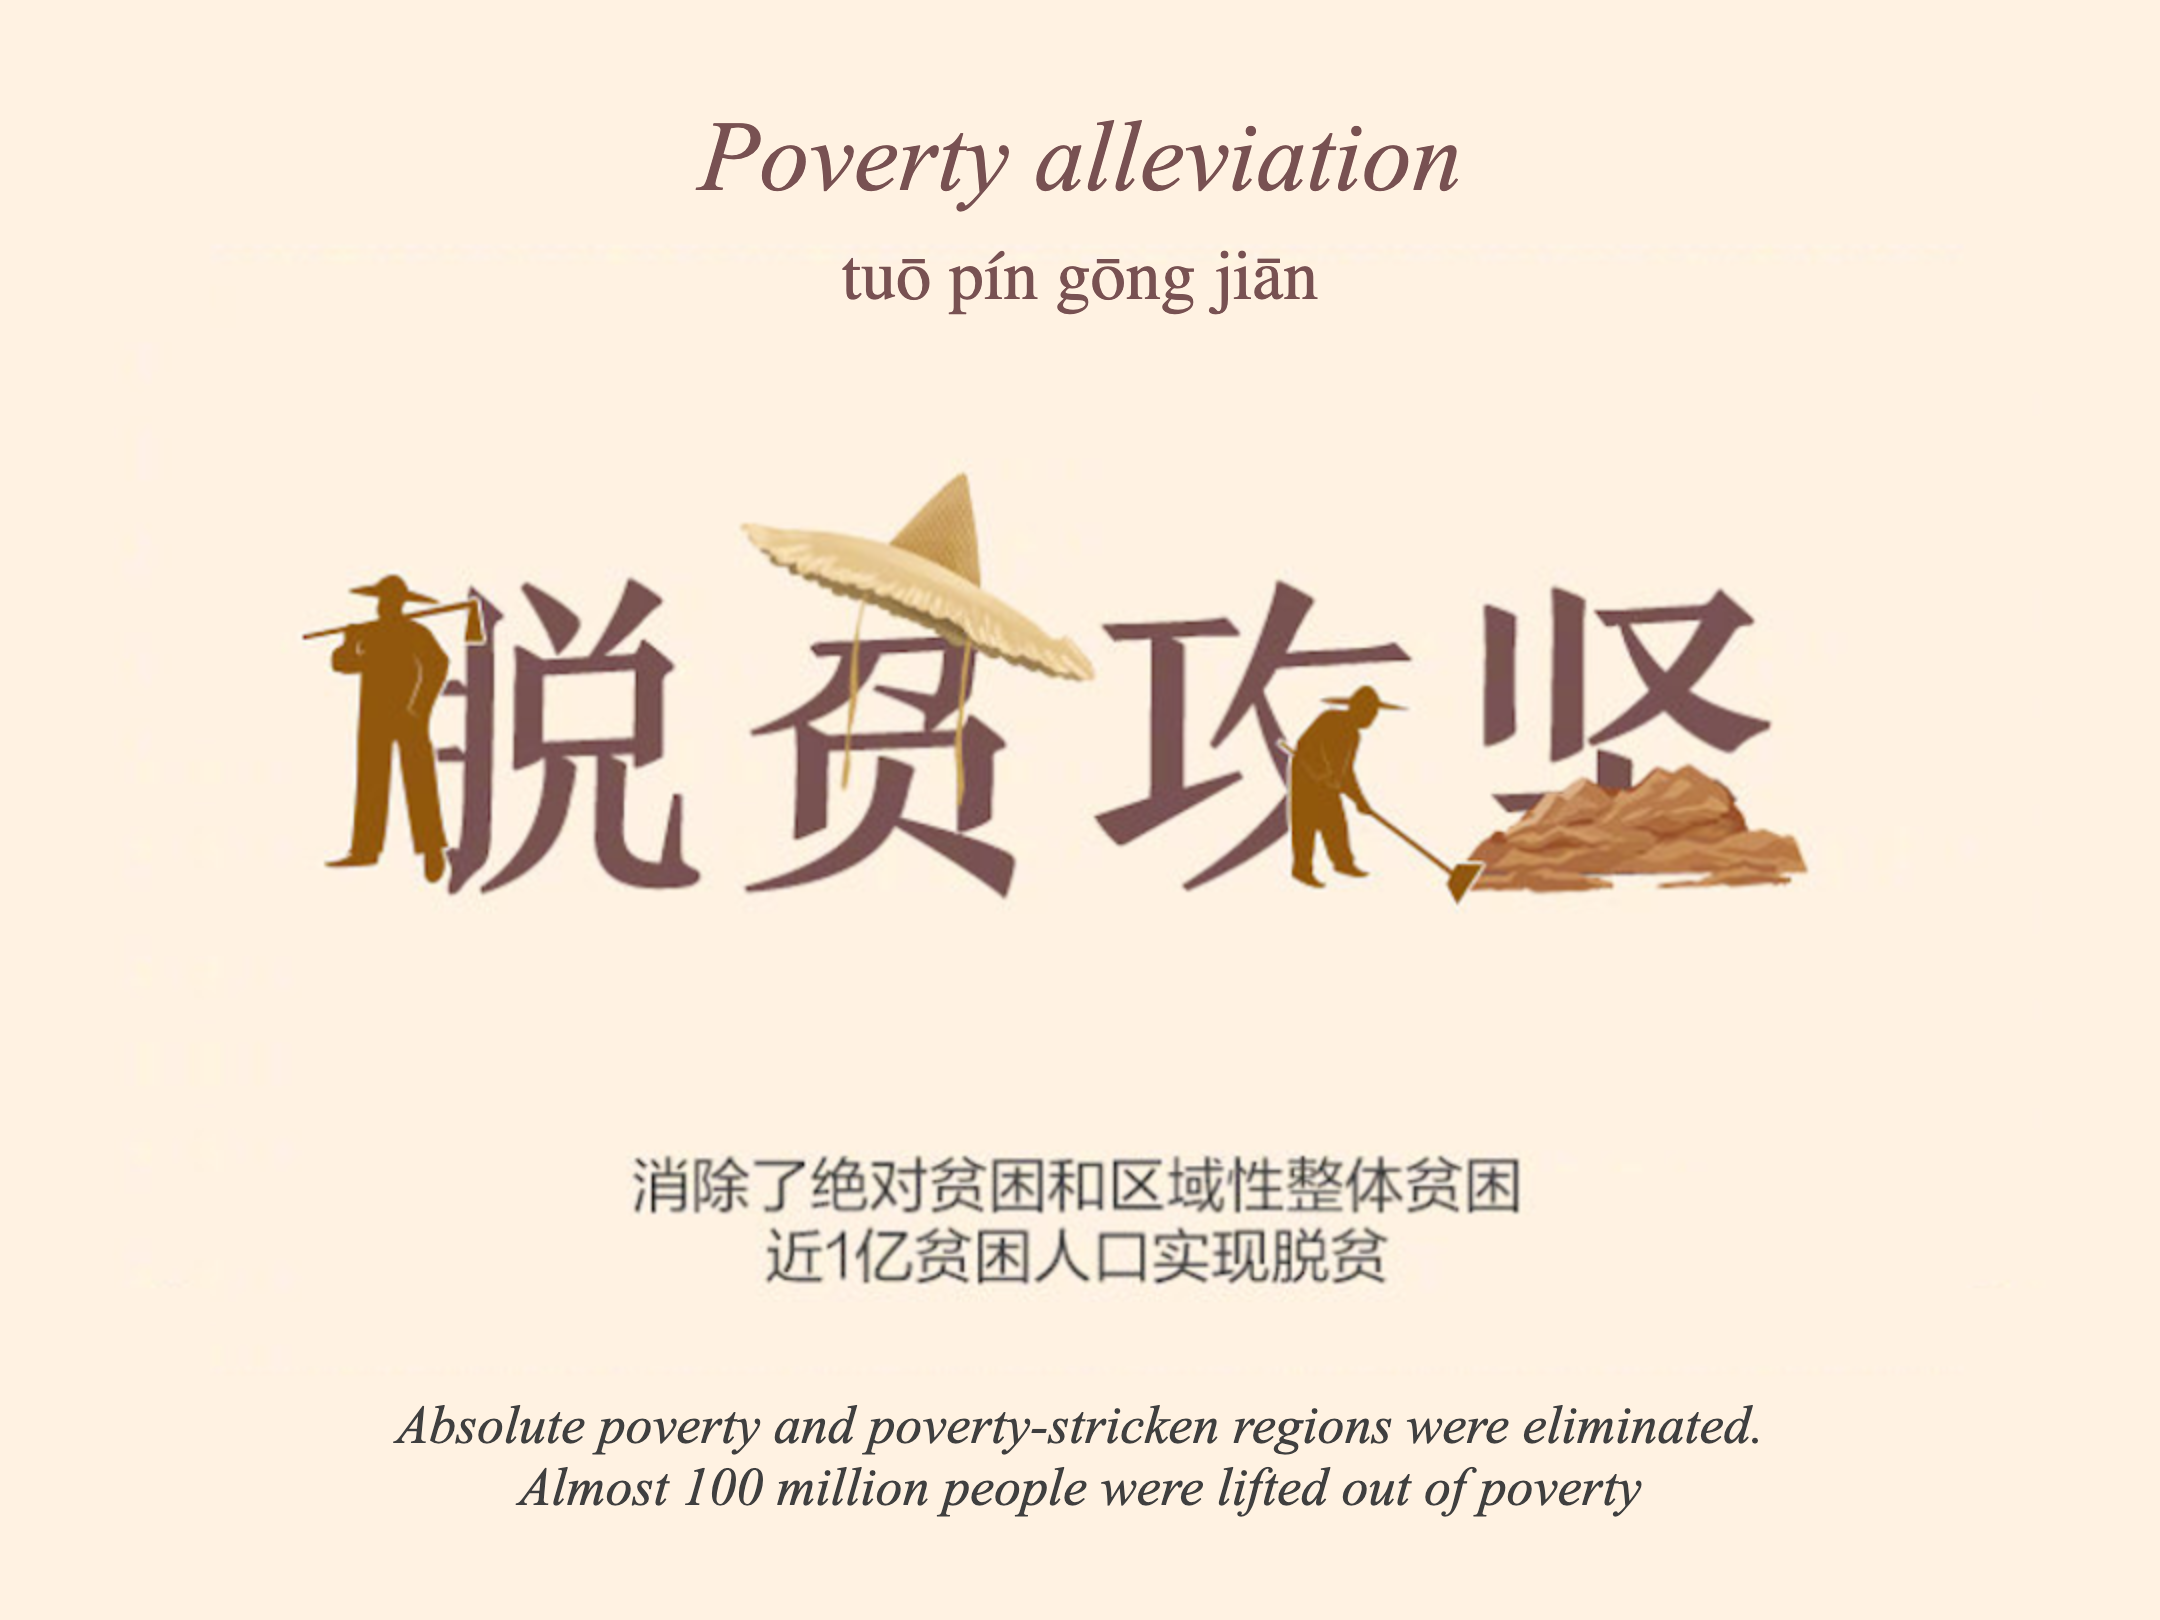 Poverty alleviation
tuō pín gōng jiān
脱贫攻坚
消除了绝对贫困和区域性整体贫困
近1亿贫困人口实现脱贫
Absolute poverty and poverty-stricken regions were eliminated.
Almost 100 million people were lifted out of poverty